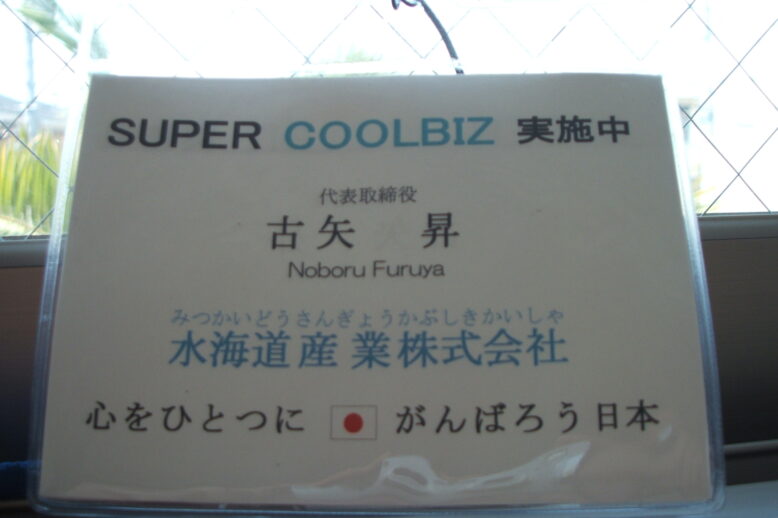 SUPER COOLBIZ 実施中
代表取締役
古矢 昇
Noboru Furuya
みつかいどうさんぎょうかぶしきかいしゃ
水海道産業株式会社
心をひとつに がんばろう日本